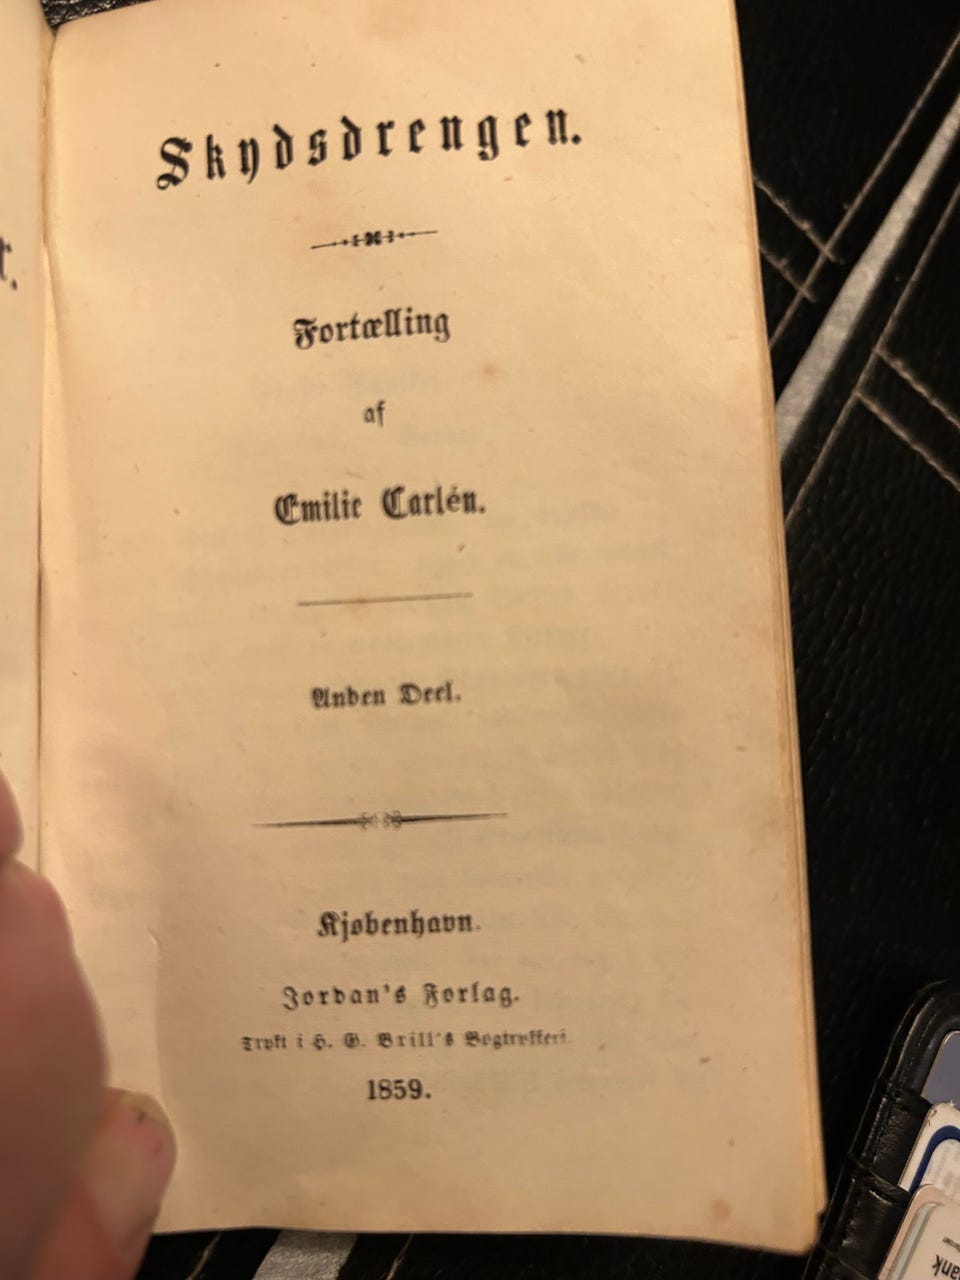 Skydsdrengen.
Fortælling
af
Emilie Carlén.
Anden Deel.
Kjøbenhavn.
Jordan's Forlag.
Trykt i H. G. Brill's Bogtrykkeri.
1859.